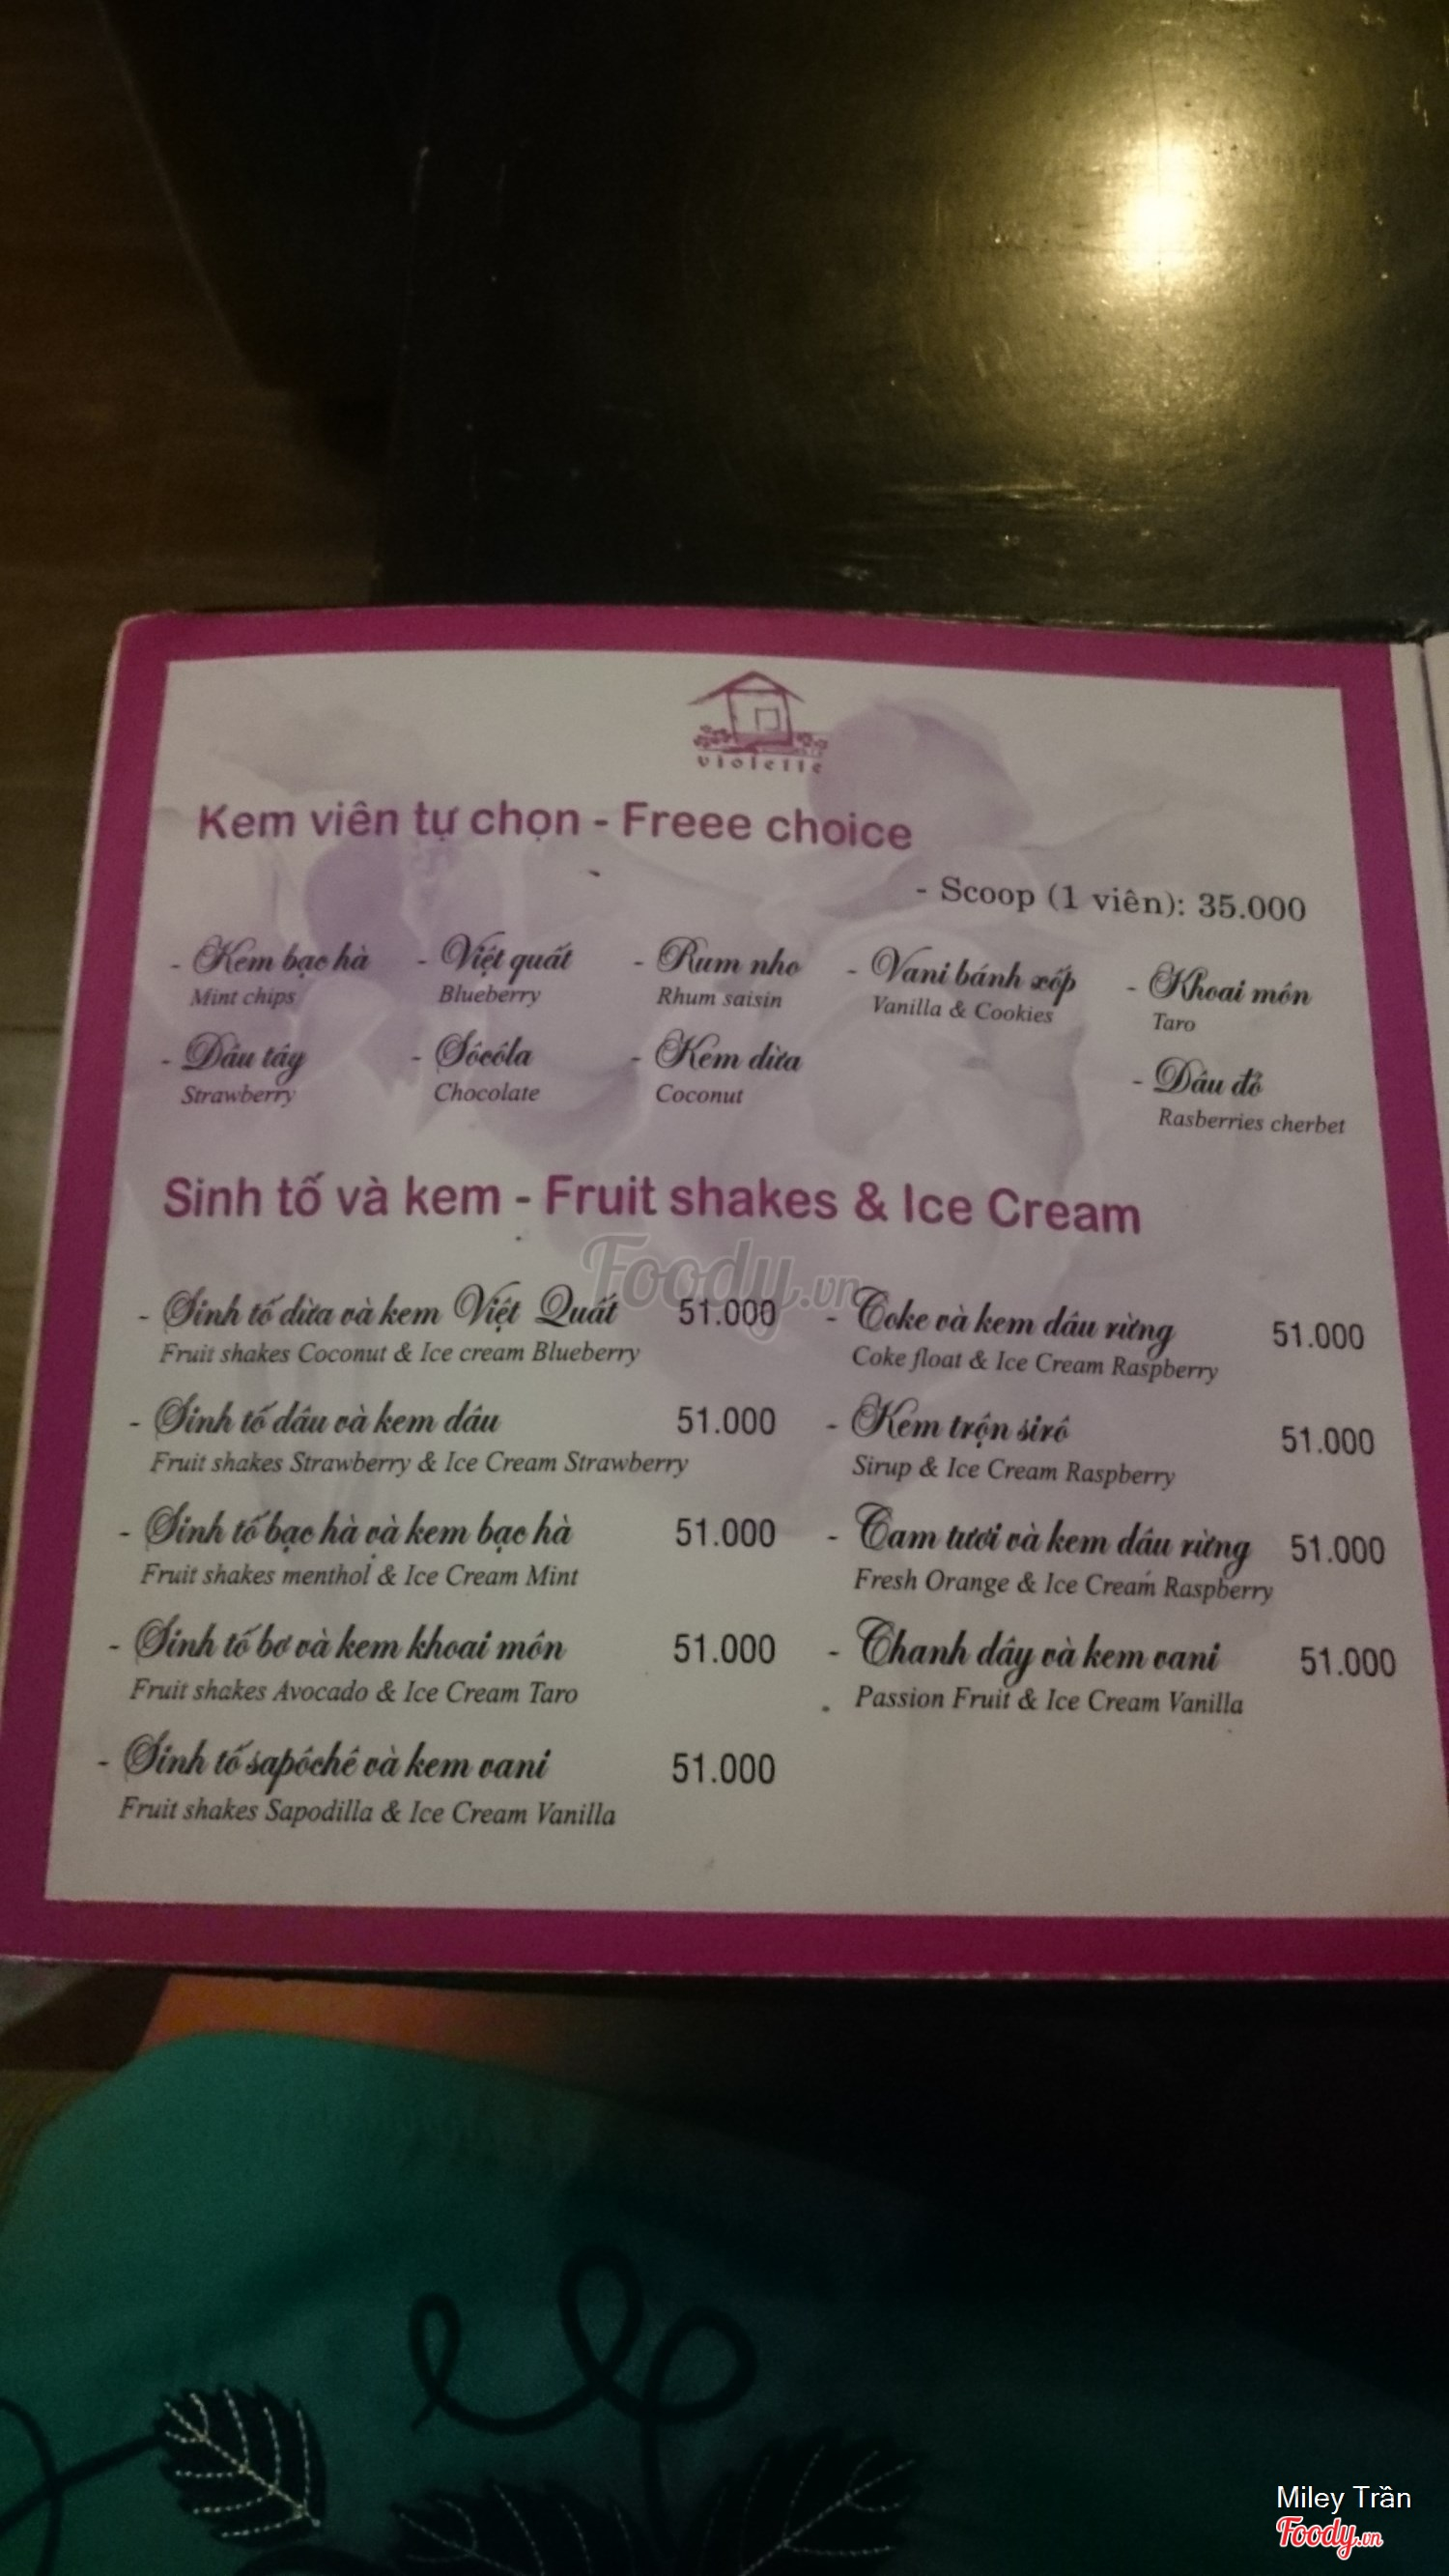 violette
Kem viên tự chọn - Freee choice
- Scoop (1 viên): 35.000
- Kem bạc hà
Mint chips
- Việt quất
Blueberry
- Rum nho
Rhum saisin
- Vani bánh xốp
Vanilla & Cookies
- Khoai môn
Taro
- Dâu tây
Strawberry
- Sôcôla
Chocolate
- Kem dừa
Coconut
- Dâu đỏ
Rasberries cherbet
Sinh tố và kem - Fruit shakes & Ice Cream
- Sinh tố dừa và kem Việt Quất 51.000
Fruit shakes Coconut & Ice cream Blueberry
- Sinh tố dâu và kem dâu 51.000
Fruit shakes Strawberry & Ice Cream Strawberry
- Sinh tố bạc hà và kem bạc hà 51.000
Fruit shakes menthol & Ice Cream Mint
- Sinh tố bơ và kem khoai môn 51.000
Fruit shakes Avocado & Ice Cream Taro
- Sinh tố sapôchê và kem vani 51.000
Fruit shakes Sapodilla & Ice Cream Vanilla
- Coke và kem dâu rừng 51.000
Coke float & Ice Cream Raspberry
- Kem trộn sirô 51.000
Sirup & Ice Cream Raspberry
- Cam tươi và kem dâu rừng 51.000
Fresh Orange & Ice Cream Raspberry
- Chanh dây và kem vani 51.000
Passion Fruit & Ice Cream Vanilla
Foody.vn
Miley Trần
Foody.vn